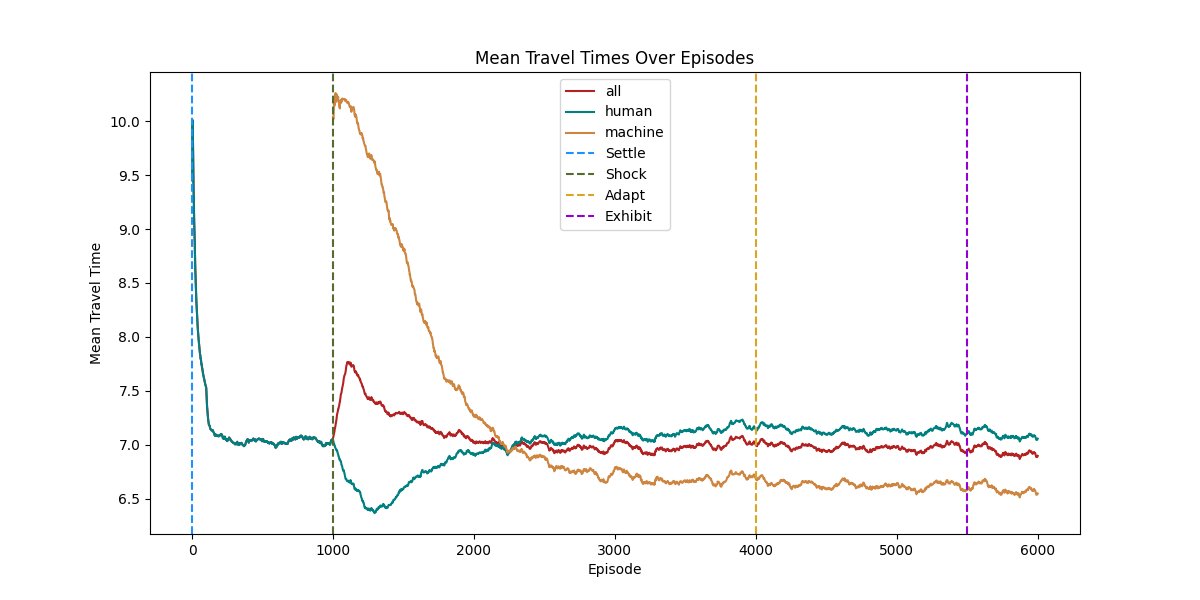 Mean Travel Times Over Episodes
all
human
machine
Settle
Shock
Adapt
Exhibit
Mean Travel Time
10.0
9.5
9.0
8.5
8.0
7.5
7.0
6.5
0 1000 2000 3000 4000 5000 6000
Episode